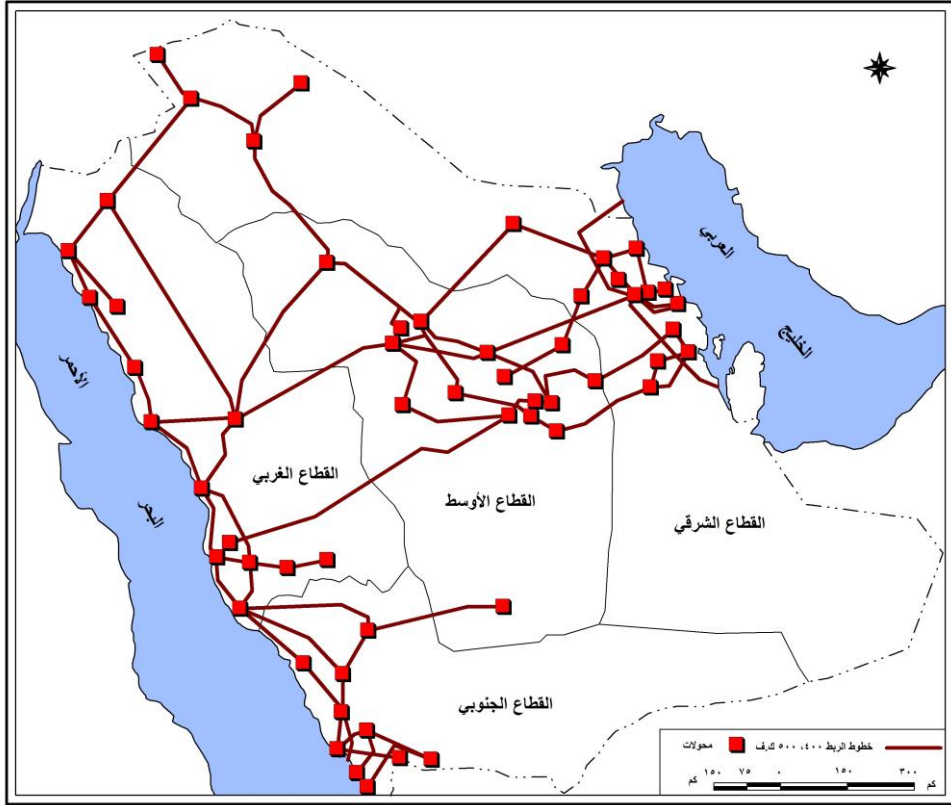 العربي
الخليج
الأحمر
البحر
القطاع الغربي
القطاع الأوسط
القطاع الشرقي
القطاع الجنوبي
خطوط الربط ٤٠٠، ٥٠٠ ك.ف
محولات
كم ١٥٠ ٧٥ ٠ ١٥٠ ٣٠٠ كم